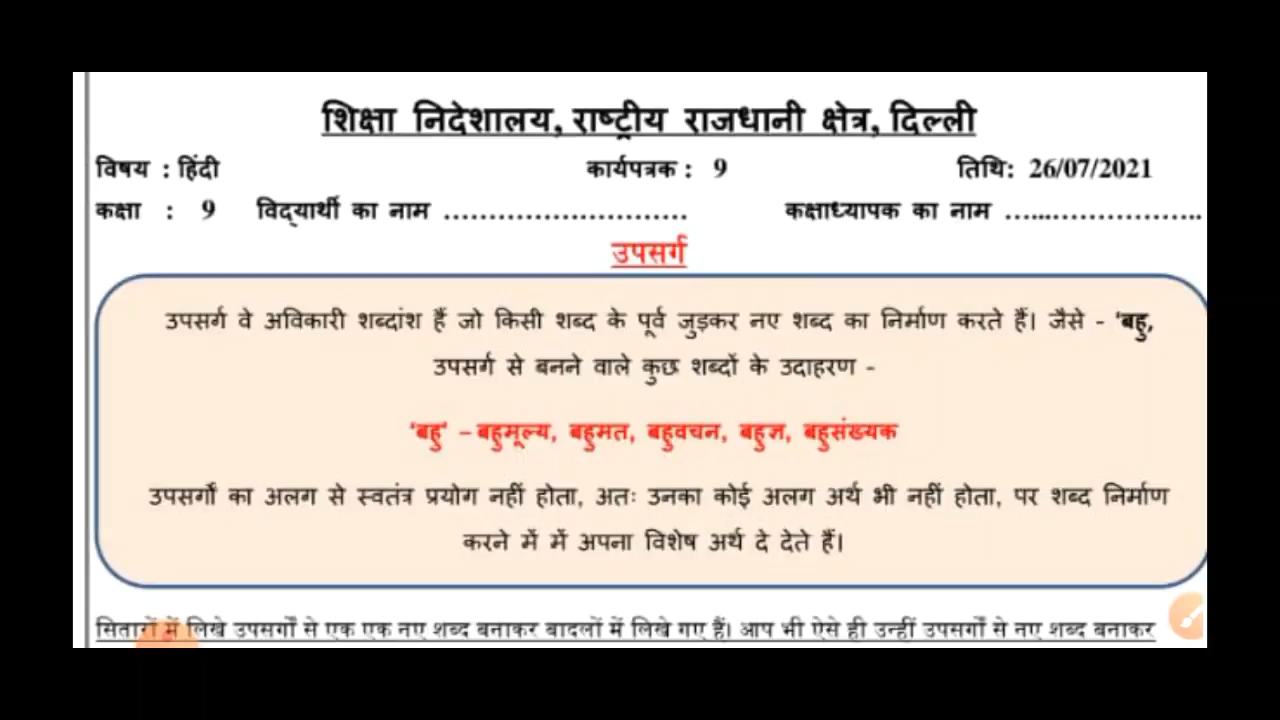 शिक्षा निदेशालय, राष्ट्रीय राजधानी क्षेत्र, दिल्ली
विषय : हिंदी कार्यपत्रक : 9 तिथि: 26/07/2021
कक्षा : 9 विद्यार्थी का नाम ........................... कक्षाध्यापक का नाम ......................
उपसर्ग
उपसर्ग वे अविकारी शब्दांश हैं जो किसी शब्द के पूर्व जुड़कर नए शब्द का निर्माण करते हैं। जैसे - 'बहु,
उपसर्ग से बनने वाले कुछ शब्दों के उदाहरण -
'बहु' – बहुमूल्य, बहुमत, बहुवचन, बहुज्ञ, बहुसंख्यक
उपसर्गों का अलग से स्वतंत्र प्रयोग नहीं होता, अतः उनका कोई अलग अर्थ भी नहीं होता, पर शब्द निर्माण
करने में में अपना विशेष अर्थ दे देते हैं।
सितारों में लिखे उपसर्गों से एक एक नए शब्द बनाकर बादलों में लिखे गए हैं। आप भी ऐसे ही उन्हीं उपसर्गों से नए शब्द बनाकर